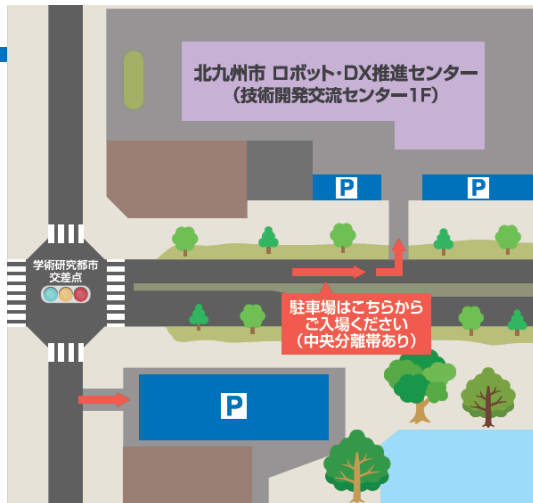 北九州市 ロボット・DX推進センター
（技術開発交流センター1F）
P
P
学術研究都市
交差点
駐車場はこちらから
ご入場ください
（中央分離帯あり）
P